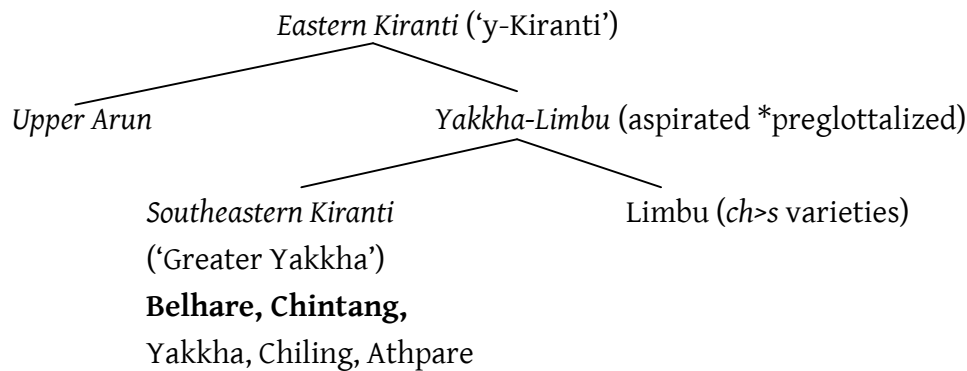 Eastern Kiranti (‘y-Kiranti’)
Upper Arun
Yakkha-Limbu (aspirated *preglottalized)
Southeastern Kiranti
(‘Greater Yakkha’)
Belhare, Chintang,
Yakkha, Chiling, Athpare
Limbu (ch>s varieties)